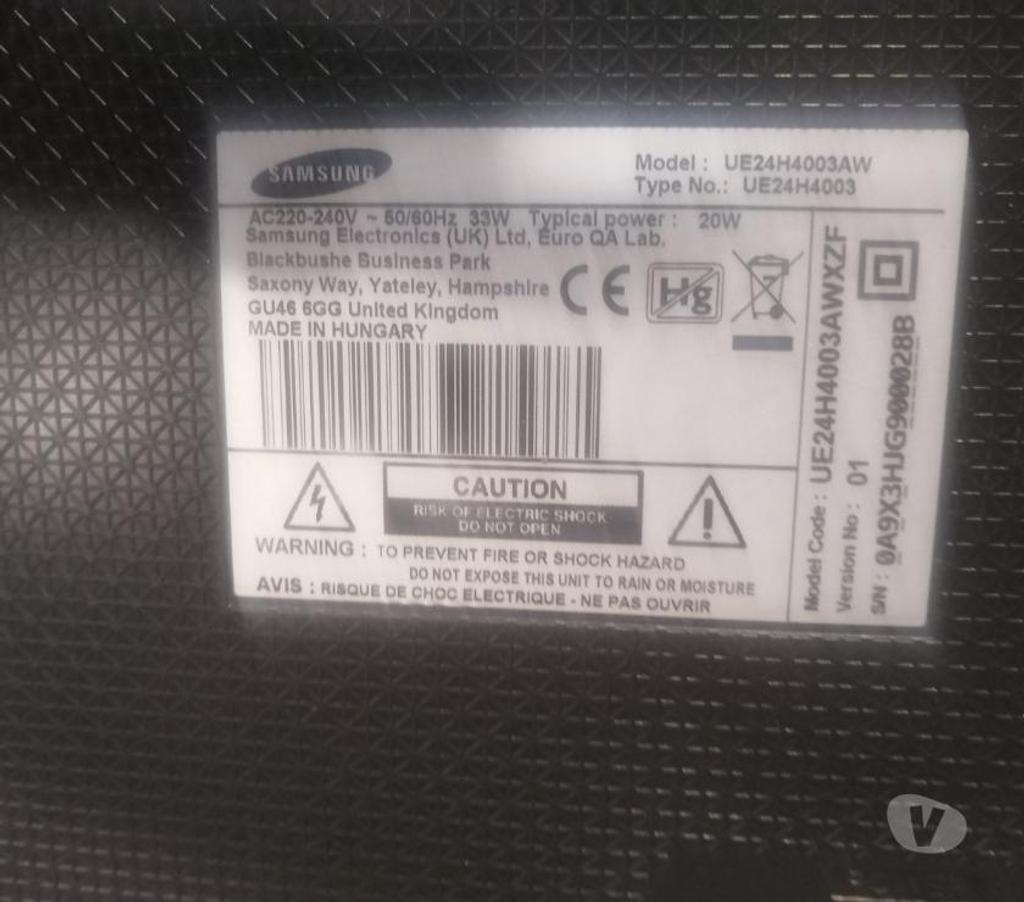 SAMSUNG
Model : UE24H4003AW
Type No.: UE24H4003
AC220-240V ~ 50/60Hz 33W Typical power : 20W
Samsung Electronics (UK) Ltd, Euro QA Lab.
Blackbushe Business Park
Saxony Way, Yateley, Hampshire
GU46 6GG United Kingdom
MADE IN HUNGARY
CE
Hg
CAUTION
RISK OF ELECTRIC SHOCK
DO NOT OPEN
WARNING : TO PREVENT FIRE OR SHOCK HAZARD
DO NOT EXPOSE THIS UNIT TO RAIN OR MOISTURE
AVIS : RISQUE DE CHOC ELECTRIQUE - NE PAS OUVRIR
Model Code : UE24H4003AWXZF
Version No : 01
S/N : 0A9X3HJG900028B
V